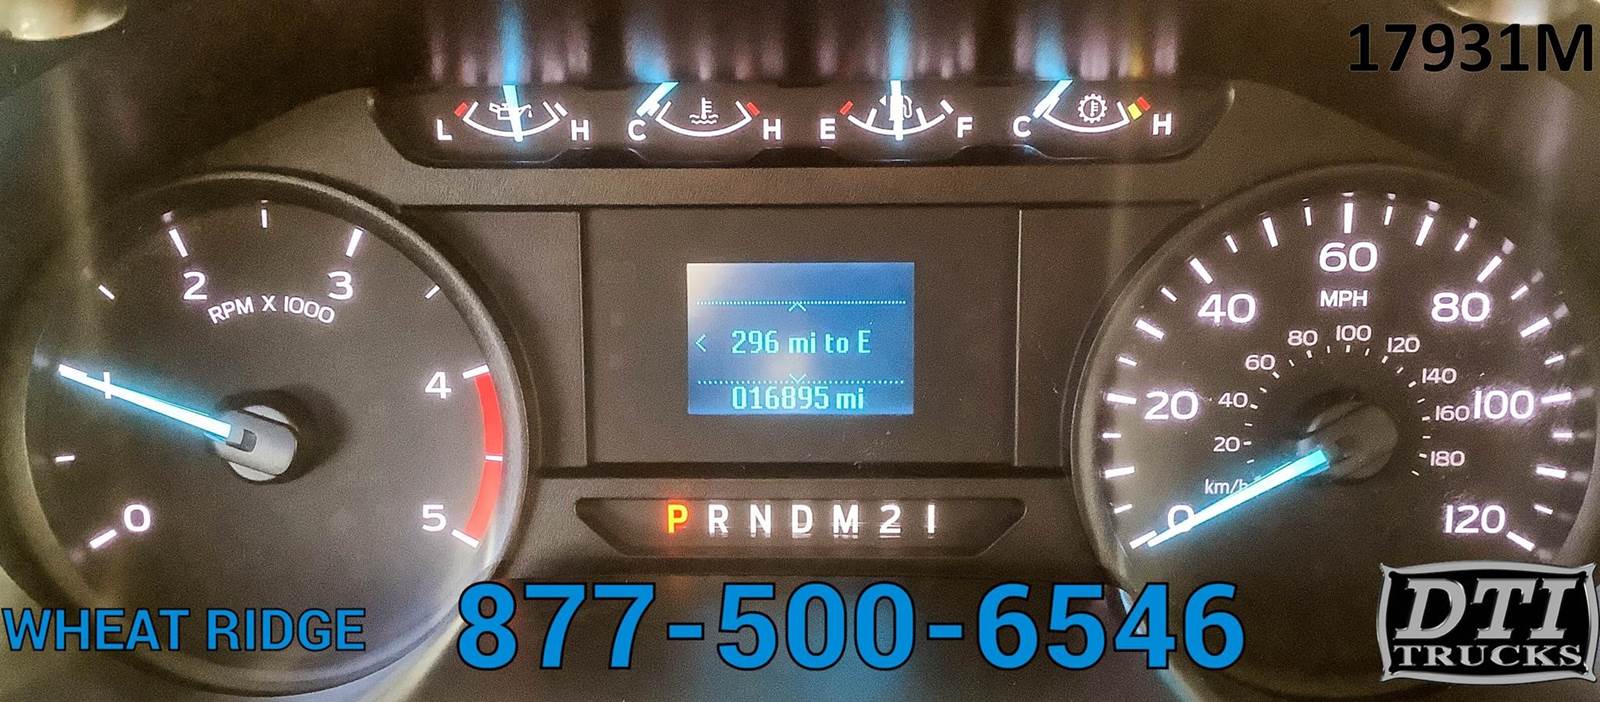 17931M
L H C H E F C H
2 3
RPM X 1000
1 4
0 5
296 mi to E
016895 mi
P R N D M 2 1
60
MPH
40 80
20 100
0 120
80 100 120
60 140
40 160
20 180
km/h
WHEAT RIDGE
877-500-6546
DTI
TRUCKS